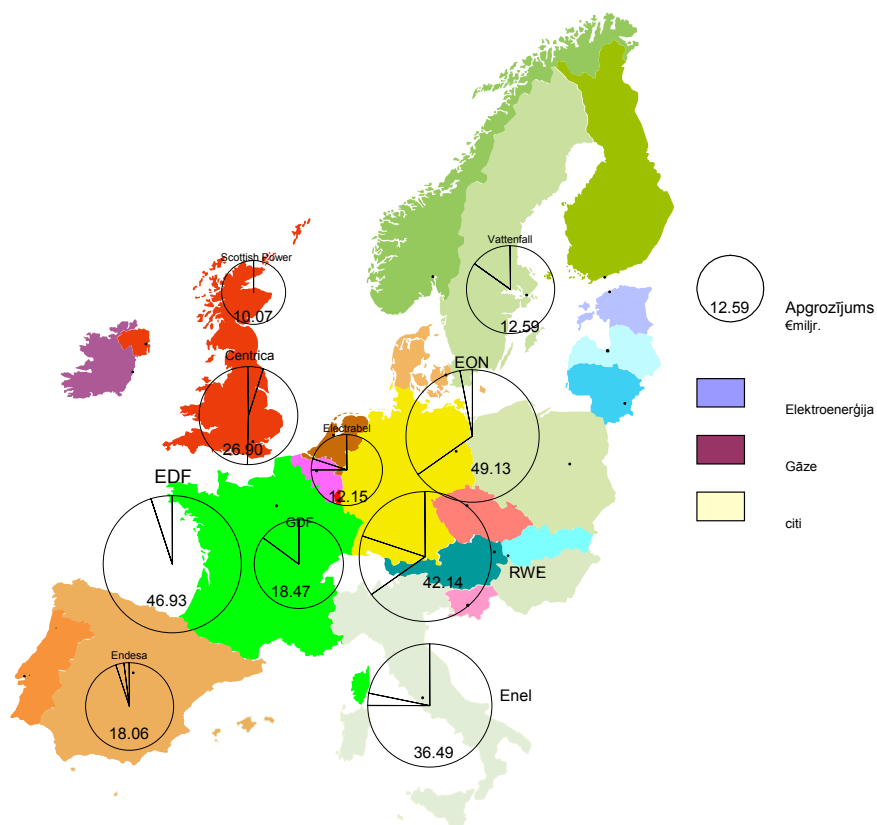 Vattenfall
12.59
Scottish Power
10.07
12.59
Apgrozījums
€miljr.
Centrica
26.90
EON
49.13
Elektroenerģija
Electrabel
12.15
Gāze
EDF
46.93
GDF
18.47
citi
42.14
RWE
Endesa
18.06
Enel
36.49